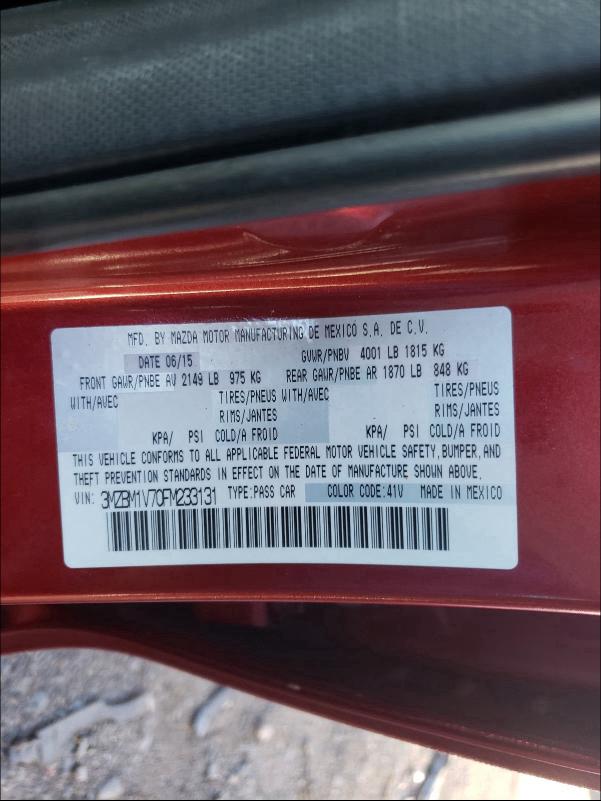 MFD. BY MAZDA MOTOR MANUFACTURING DE MEXICO S.A. DE C.V.
DATE 06/15 GVWR/PNBV 4001 LB 1815 KG
FRONT GAWR/PNBE AV 2149 LB 975 KG REAR GAWR/PNBE AR 1870 LB 848 KG
WITH/AVEC TIRES/PNEUS WITH/AVEC TIRES/PNEUS
RIMS/JANTES RIMS/JANTES
KPA/ PSI COLD/A FROID KPA/ PSI COLD/A FROID
THIS VEHICLE CONFORMS TO ALL APPLICABLE FEDERAL MOTOR VEHICLE SAFETY, BUMPER, AND
THEFT PREVENTION STANDARDS IN EFFECT ON THE DATE OF MANUFACTURE SHOWN ABOVE.
VIN: 3MZBM1V70FM233131 TYPE:PASS CAR COLOR CODE:41V MADE IN MEXICO